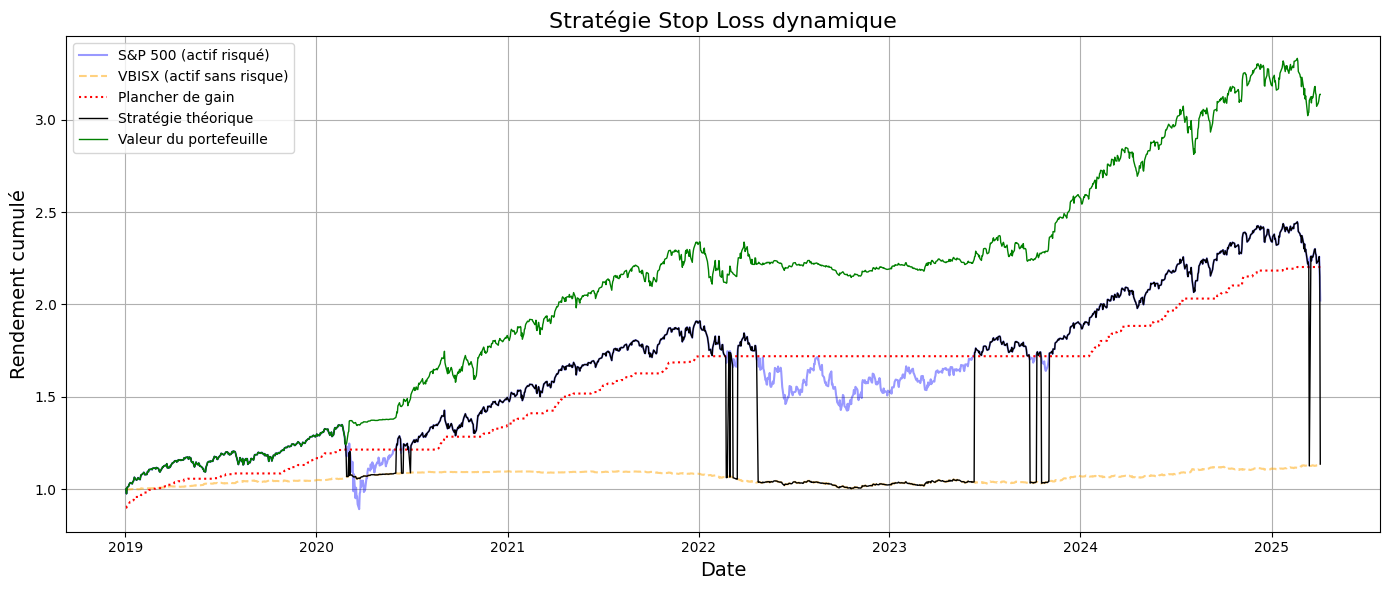 Stratégie Stop Loss dynamique
S&P 500 (actif risqué)
VBISX (actif sans risque)
Plancher de gain
Stratégie théorique
Valeur du portefeuille
Rendement cumulé
3.0
2.5
2.0
1.5
1.0
2019 2020 2021 2022 2023 2024 2025
Date